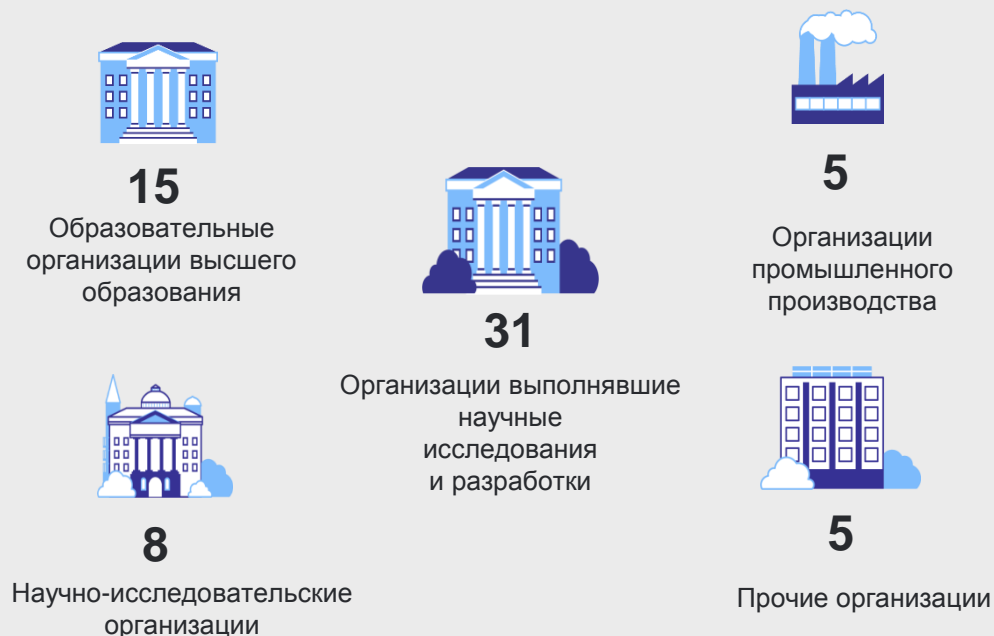 15
Образовательные
организации высшего
образования
5
Организации
промышленного
производства
31
Организации выполнявшие
научные
исследования
и разработки
8
Научно-исследовательские
организации
5
Прочие организации